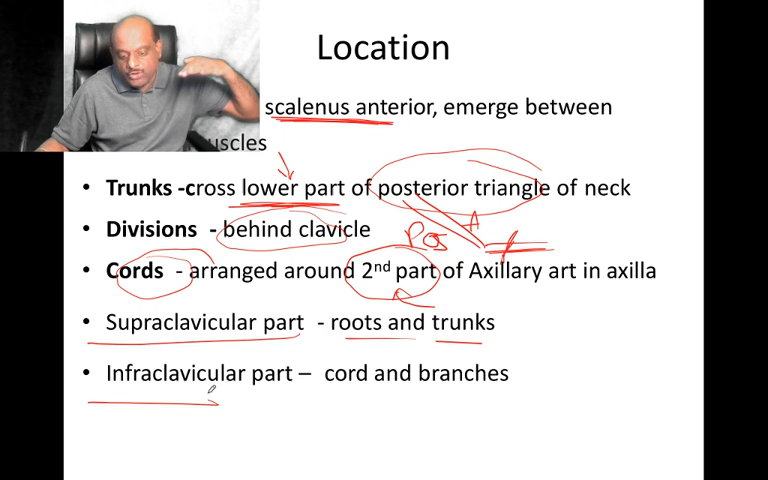 Location
scalenus anterior, emerge between
uscles
• Trunks -cross lower part of posterior triangle of neck
• Divisions - behind clavicle
A
Pos
• Cords - arranged around 2nd part of Axillary art in axilla
• Supraclavicular part - roots and trunks
• Infraclavicular part – cord and branches